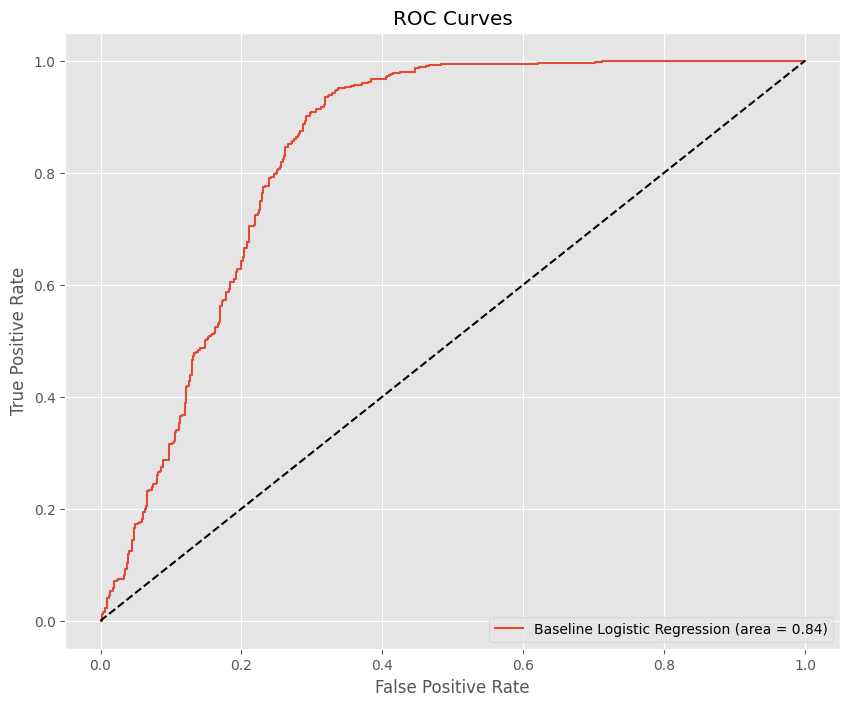 ROC Curves
True Positive Rate
1.0
0.8
0.6
0.4
0.2
0.0
Baseline Logistic Regression (area = 0.84)
0.0 0.2 0.4 0.6 0.8 1.0
False Positive Rate